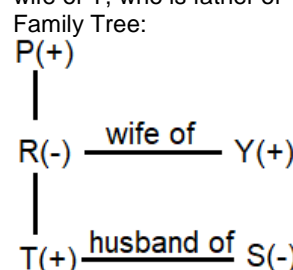 wife of Y, who is father of
Family Tree:
P(+)
R(-) wife of Y(+)
T(+) husband of S(-)